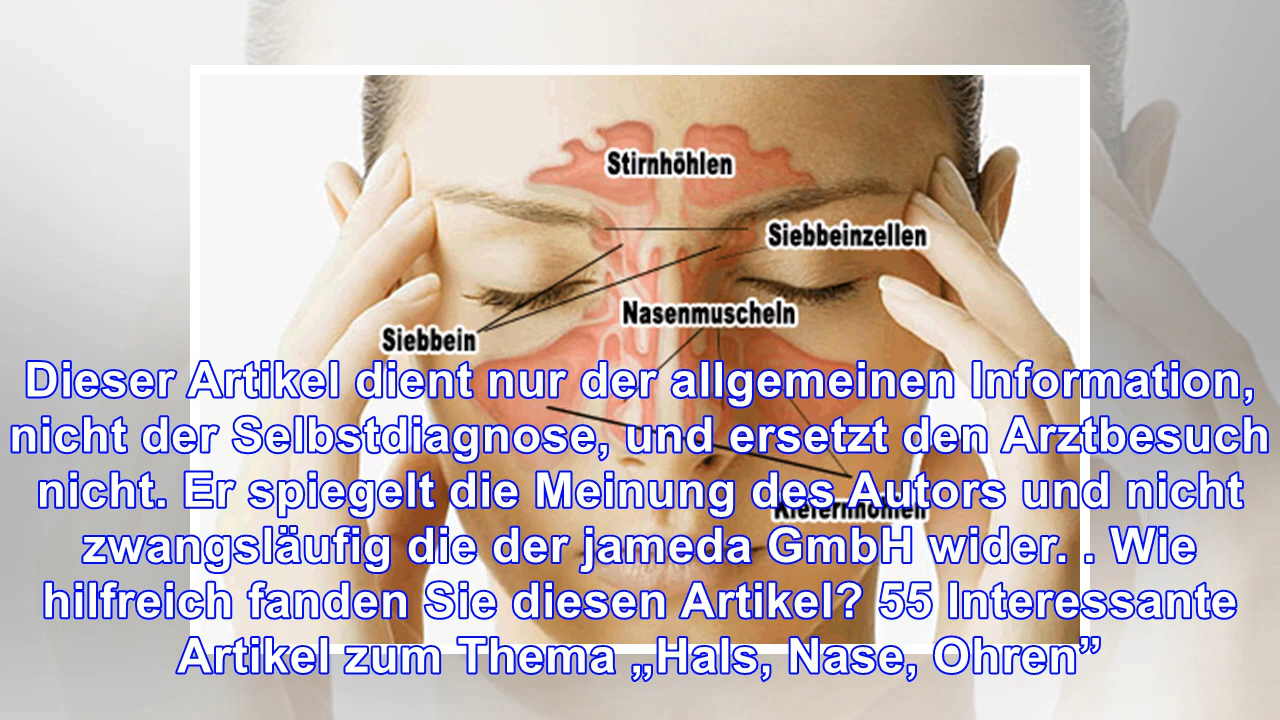 Stirnhöhlen
Siebbeinzellen
Nasenmuscheln
Siebbein
Kiefernhöhlen
Dieser Artikel dient nur der allgemeinen Information,
nicht der Selbstdiagnose, und ersetzt den Arztbesuch
nicht. Er spiegelt die Meinung des Autors und nicht
zwangsläufig die der jameda GmbH wider. . Wie
hilfreich fanden Sie diesen Artikel? 55 Interessante
Artikel zum Thema „Hals, Nase, Ohren”